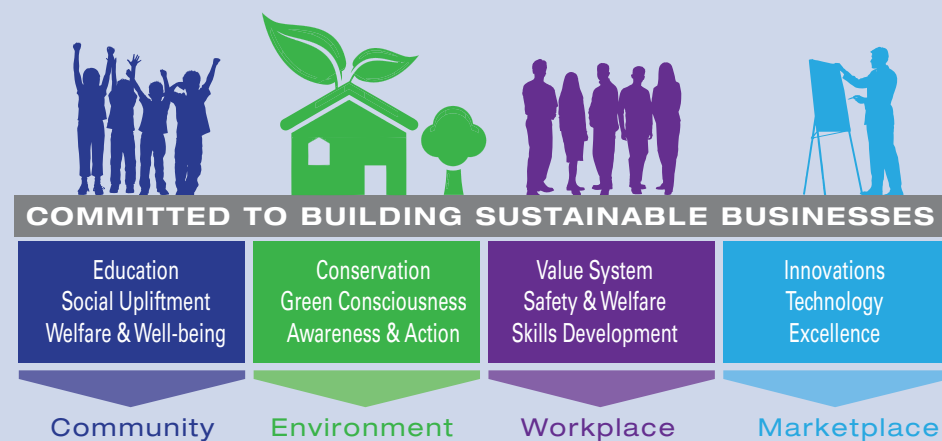 COMMITTED TO BUILDING SUSTAINABLE BUSINESSES
Education
Social Upliftment
Welfare & Well-being
Conservation
Green Consciousness
Awareness & Action
Value System
Safety & Welfare
Skills Development
Innovations
Technology
Excellence
Community
Environment
Workplace
Marketplace